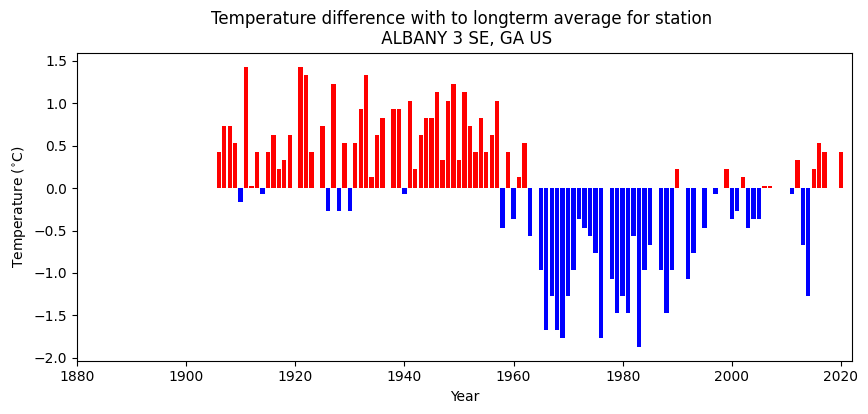 Temperature difference with to longterm average for station
ALBANY 3 SE, GA US
1.5
1.0
0.5
0.0
−0.5
−1.0
−1.5
−2.0
Temperature (°C)
1880 1900 1920 1940 1960 1980 2000 2020
Year